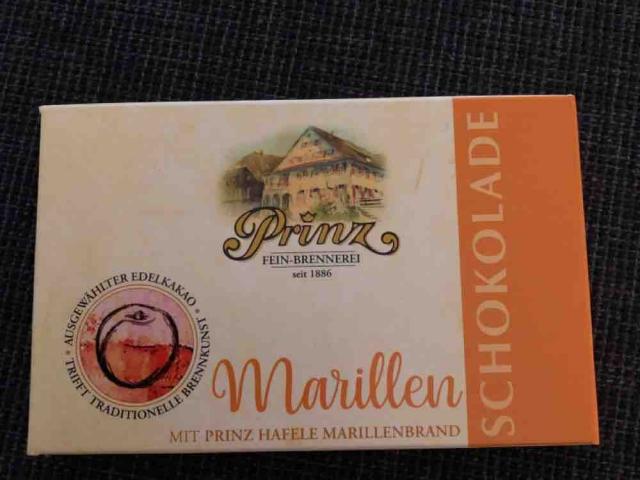 Prinz
FEIN-BRENNEREI
seit 1886
AUSGEWÄHLTER EDELKAKAO
TRIFFT TRADITIONELLE BRENNKUNST
Marillen
MIT PRINZ HAFELE MARILLENBRAND
SCHOKOLADE